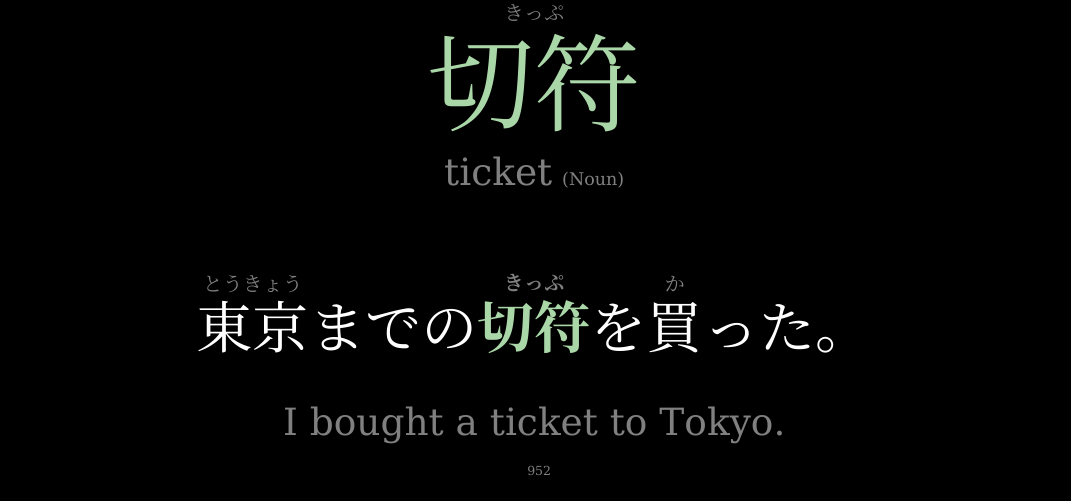 きっぷ
切符
ticket (Noun)
とうきょう きっぷ か
東京までの切符を買った。
I bought a ticket to Tokyo.
952